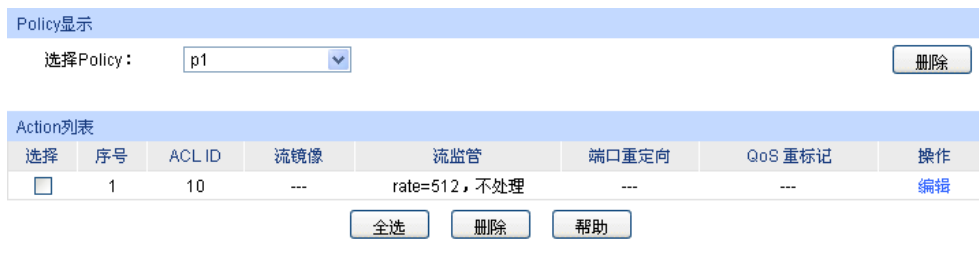 Policy显示
选择Policy： p1 删除
Action列表
选择 序号 ACL ID 流镜像 流监管 端口重定向 QoS 重标记 操作
1 10 --- rate=512，不处理 --- --- 编辑
全选 删除 帮助